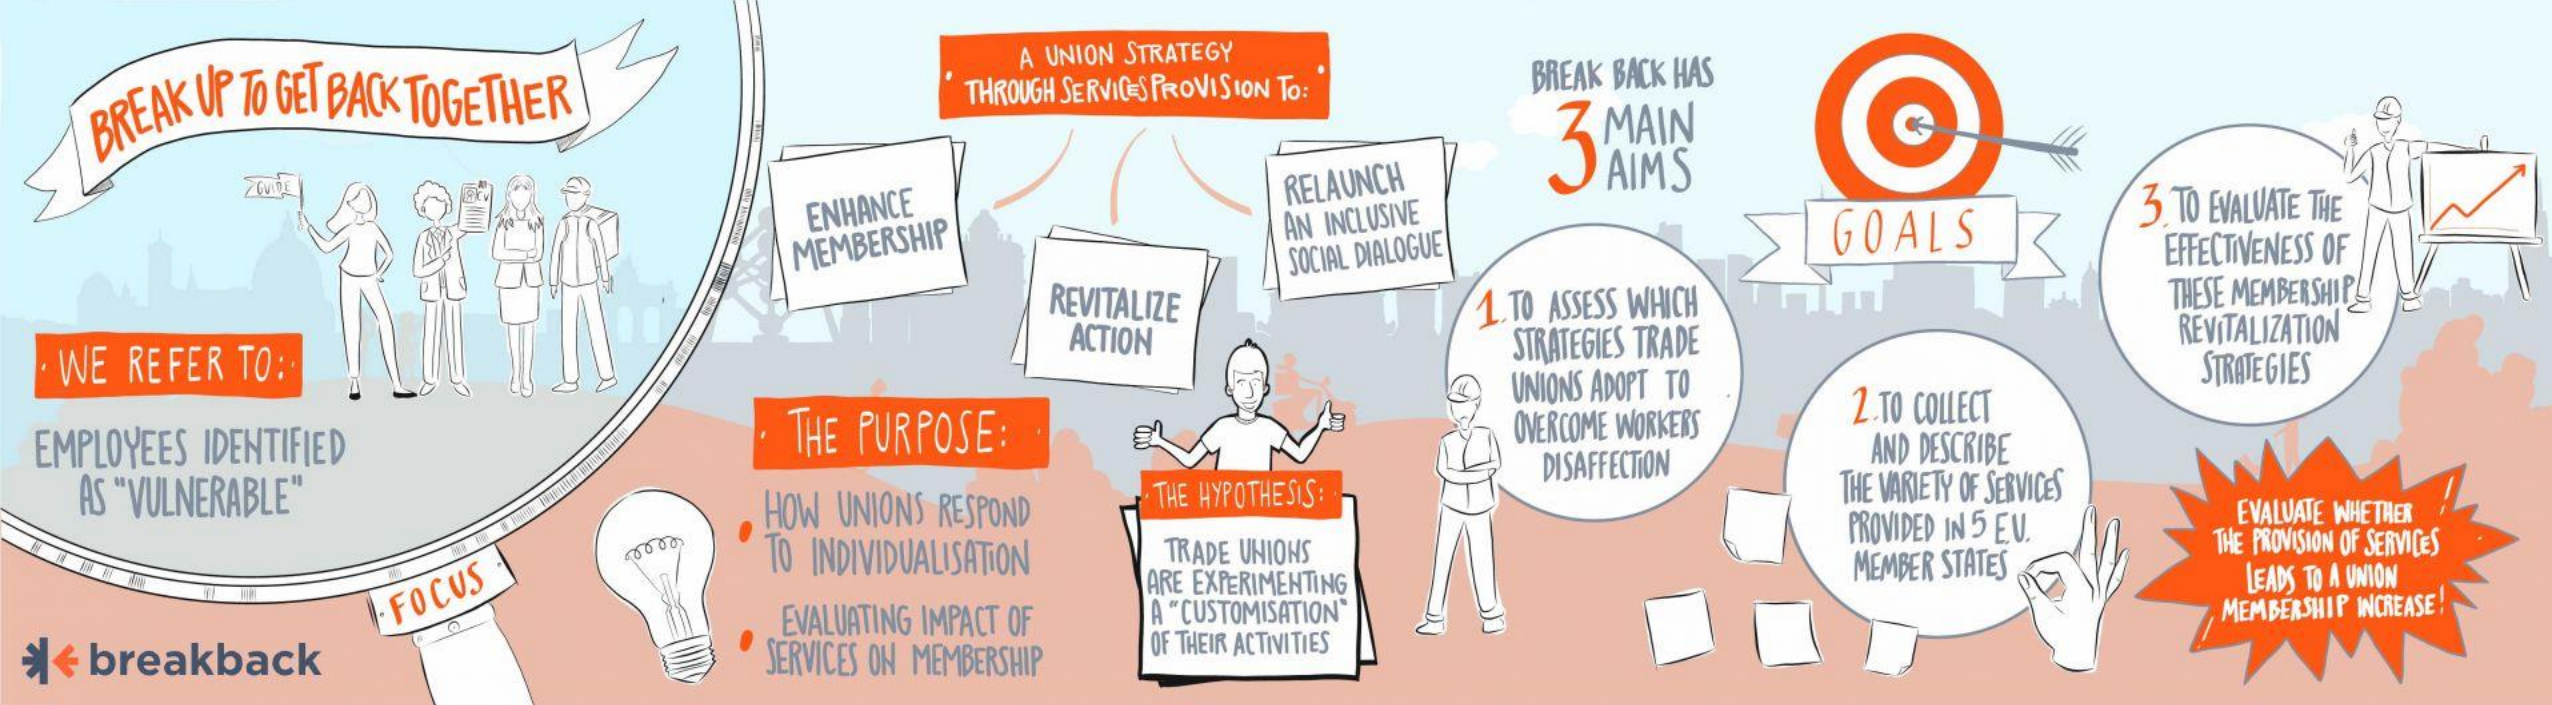 BREAK UP TO GET BACK TOGETHER
GUIDE
CV
· WE REFER TO: ·
EMPLOYEES IDENTIFIED
AS "VULNERABLE"
· FOCUS ·
breakback
A UNION STRATEGY
THROUGH SERVICES PROVISION TO:
ENHANCE
MEMBERSHIP
REVITALIZE
ACTION
RELAUNCH
AN INCLUSIVE
SOCIAL DIALOGUE
· THE PURPOSE: ·
• HOW UNIONS RESPOND
TO INDIVIDUALISATION
• EVALUATING IMPACT OF
SERVICES ON MEMBERSHIP
· THE HYPOTHESIS: ·
TRADE UNIONS
ARE EXPERIMENTING
A "CUSTOMISATION"
OF THEIR ACTIVITIES
BREAK BACK HAS
3 MAIN
AIMS
GOALS
1. TO ASSESS WHICH
STRATEGIES TRADE
UNIONS ADOPT TO
OVERCOME WORKERS
DISAFFECTION
2. TO COLLECT
AND DESCRIBE
THE VARIETY OF SERVICES
PROVIDED IN 5 E.U.
MEMBER STATES
3. TO EVALUATE THE
EFFECTIVENESS OF
THESE MEMBERSHIP
REVITALIZATION
STRATEGIES
EVALUATE WHETHER
THE PROVISION OF SERVICES
LEADS TO A UNION
MEMBERSHIP INCREASE!